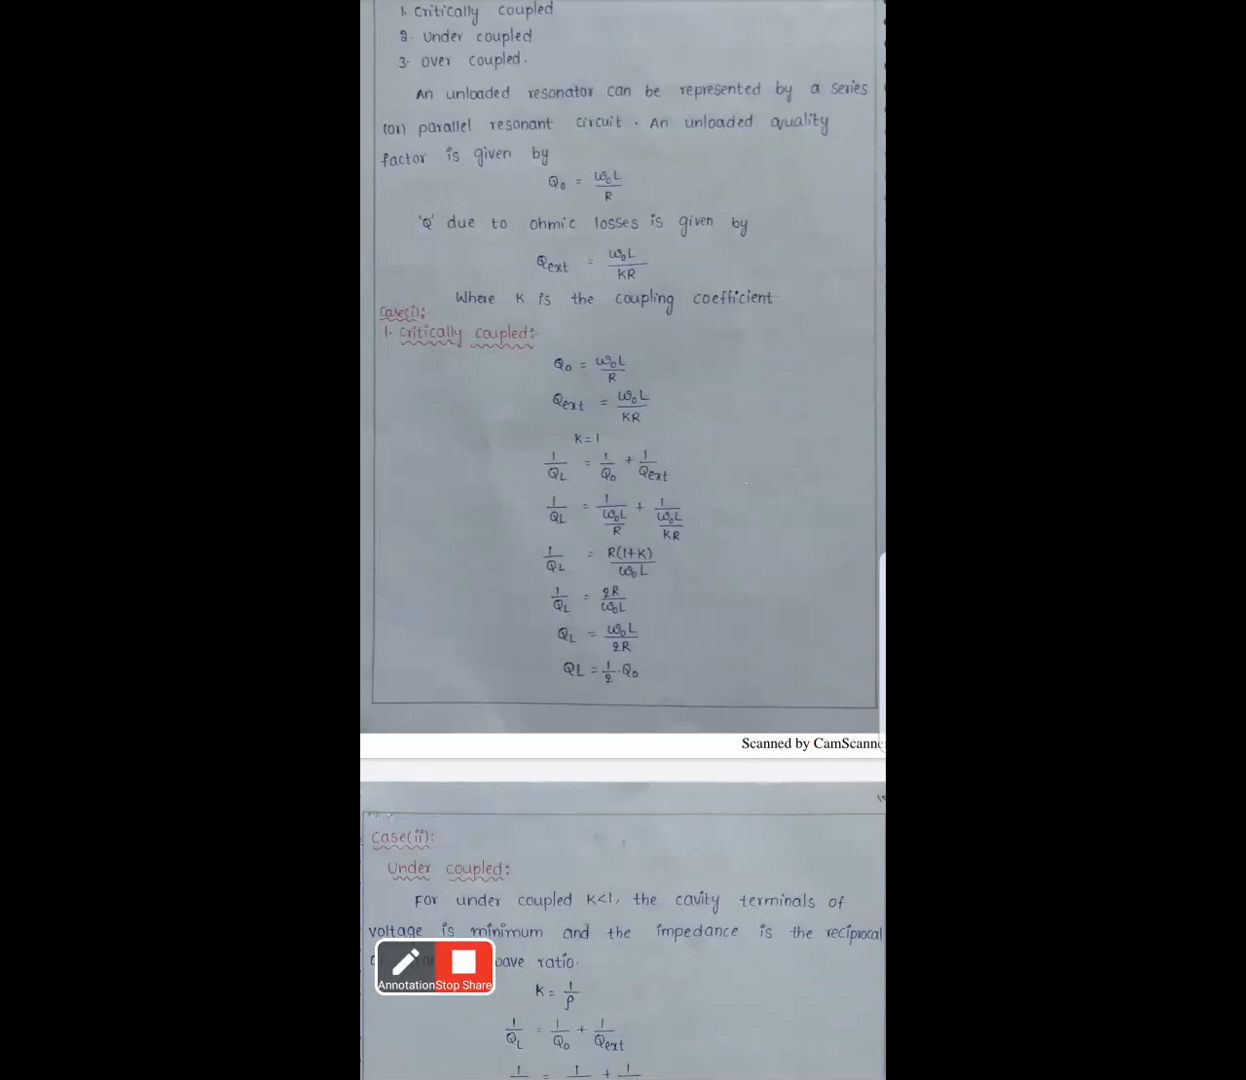 1. Critically coupled
2. Under coupled
3. over coupled.
An unloaded resonator can be represented by a series
(or) parallel resonant circuit. An unloaded quality
factor is given by
Q₀ = ω₀L / R
'Q' due to ohmic losses is given by
Qext = ω₀L / KR
Where K is the coupling coefficient
Case(i):
1. Critically coupled:
Q₀ = ω₀L / R
Qext = ω₀L / KR
K = 1
1/QL = 1/Q₀ + 1/Qext
1/QL = 1/(ω₀L/R) + 1/(ω₀L/KR)
1/QL = R(1+K) / ω₀L
1/QL = 2R / ω₀L
QL = ω₀L / 2R
QL = 1/2 · Q₀
Scanned by CamScanne
Case(ii):
Under coupled:
For under coupled K<1, the cavity terminals of
voltage is minimum and the impedance is the reciprocal
ratio.
Annotation Stop Share
K = 1/ρ
1/QL = 1/Q₀ + 1/Qext
1 = 1 + 1